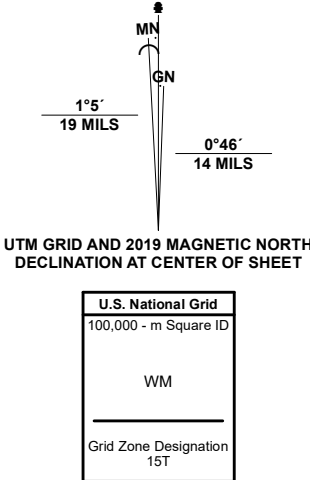 MN
GN
1°5´
19 MILS
0°46´
14 MILS
UTM GRID AND 2019 MAGNETIC NORTH
DECLINATION AT CENTER OF SHEET
U.S. National Grid
100,000 - m Square ID
WM
Grid Zone Designation
15T